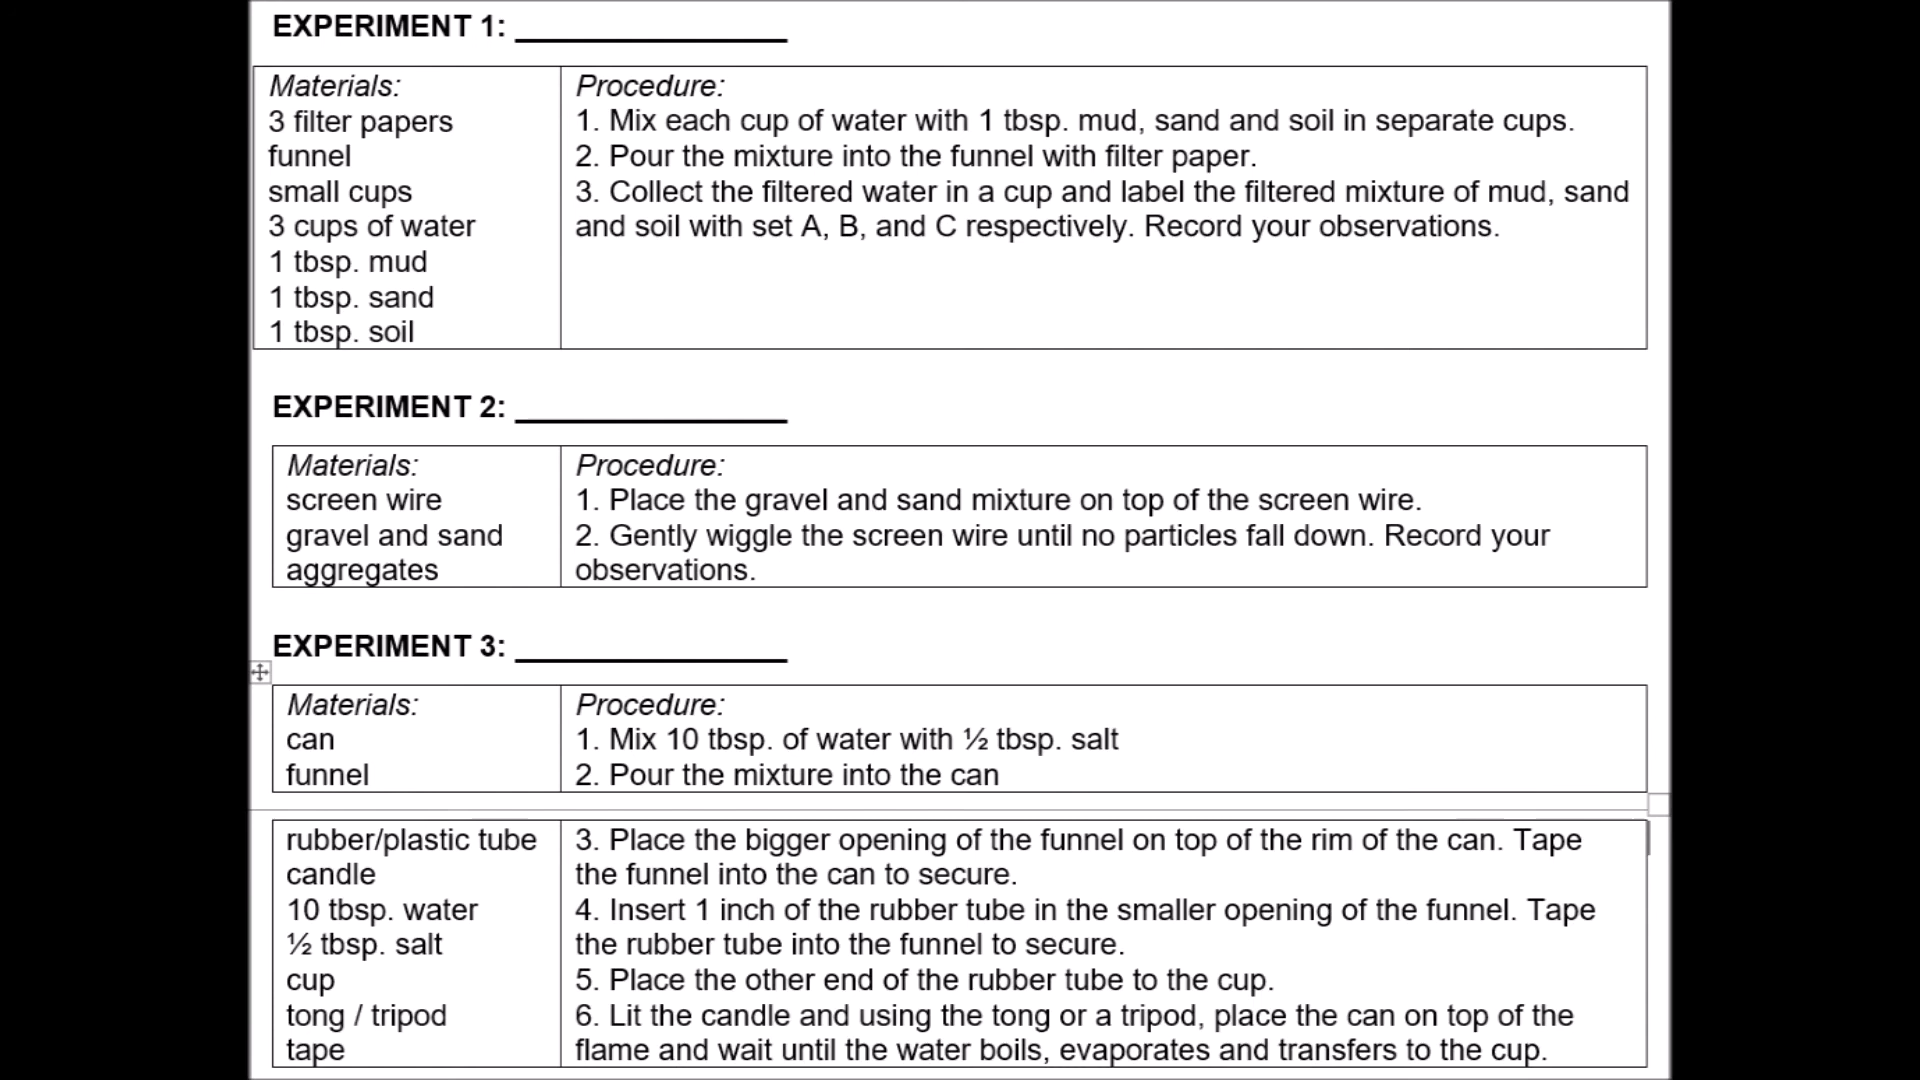 EXPERIMENT 1: ________________
Materials:
3 filter papers
funnel
small cups
3 cups of water
1 tbsp. mud
1 tbsp. sand
1 tbsp. soil
Procedure:
1. Mix each cup of water with 1 tbsp. mud, sand and soil in separate cups.
2. Pour the mixture into the funnel with filter paper.
3. Collect the filtered water in a cup and label the filtered mixture of mud, sand
and soil with set A, B, and C respectively. Record your observations.
EXPERIMENT 2: ________________
Materials:
screen wire
gravel and sand
aggregates
Procedure:
1. Place the gravel and sand mixture on top of the screen wire.
2. Gently wiggle the screen wire until no particles fall down. Record your
observations.
EXPERIMENT 3: ________________
Materials:
can
funnel
Procedure:
1. Mix 10 tbsp. of water with ½ tbsp. salt
2. Pour the mixture into the can
rubber/plastic tube
candle
10 tbsp. water
½ tbsp. salt
cup
tong / tripod
tape
3. Place the bigger opening of the funnel on top of the rim of the can. Tape
the funnel into the can to secure.
4. Insert 1 inch of the rubber tube in the smaller opening of the funnel. Tape
the rubber tube into the funnel to secure.
5. Place the other end of the rubber tube to the cup.
6. Lit the candle and using the tong or a tripod, place the can on top of the
flame and wait until the water boils, evaporates and transfers to the cup.